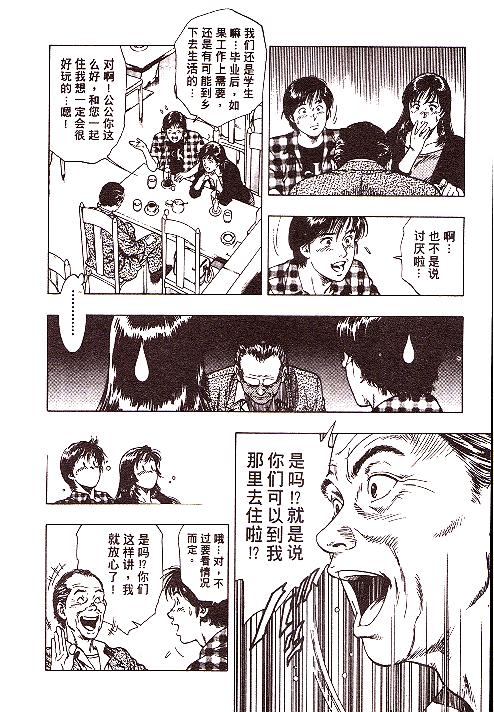 啊…
也不是说
讨厌啦…
我们还是学生
嘛…毕业后，如
果工作上需要，
还是有可能到乡
下去生活的…
对啊！公公你这
么好，和您一起
住我想一定会很
好玩的…嗯！
…………
是吗!?就是说
你们可以到我
那里去住啦!?
哦…对，不
过要看情况
而定。
是吗!?你们
这样讲，我
就放心了！